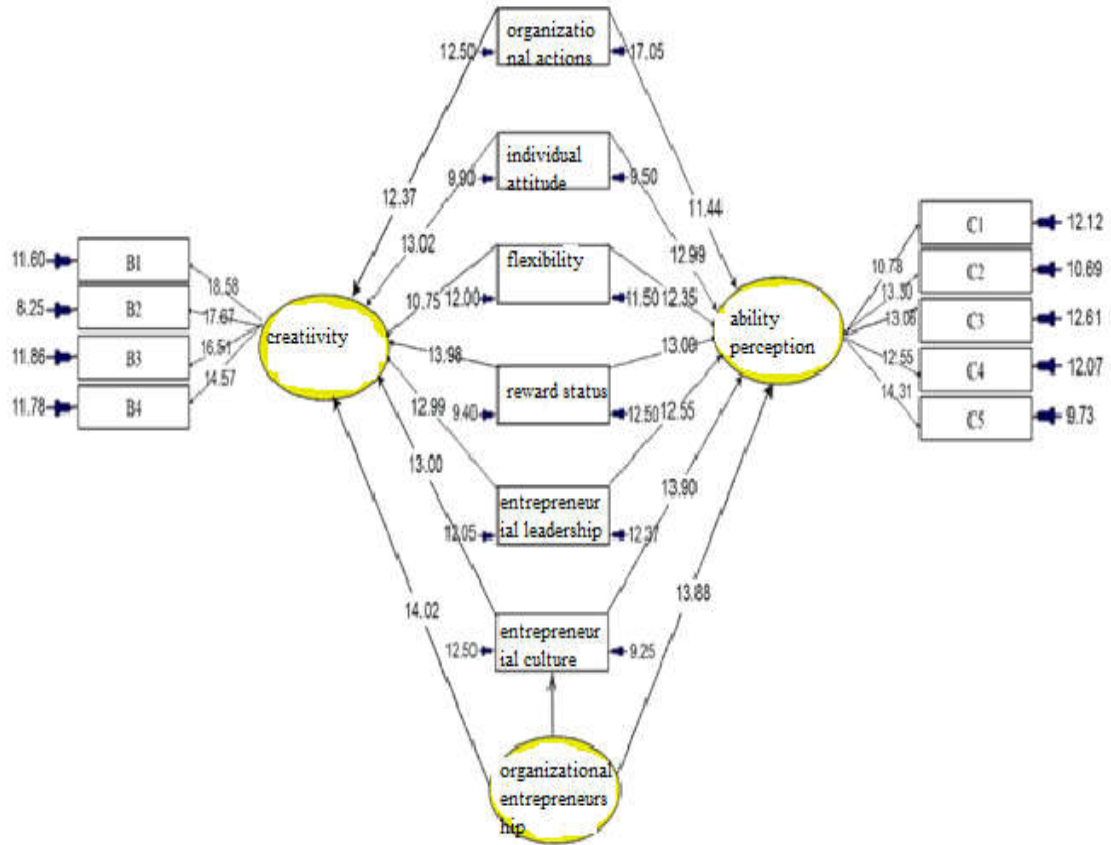 organizatio
nal actions
12.50
17.05
individual
attitude
9.90
9.50
12.37
11.44
13.02
12.99
flexibility
10.75
12.00
11.50
12.35
B1
B2
B3
B4
11.60
8.25
11.86
11.78
18.58
17.67
16.51
14.57
creatiivity
ability
perception
C1
C2
C3
C4
C5
12.12
10.69
12.61
12.07
9.73
10.78
13.30
13.08
12.55
14.31
13.98
13.09
reward status
9.40
12.50
12.99
12.55
13.00
13.90
entrepreneur
ial leadership
12.05
12.37
14.02
13.88
entrepreneur
ial culture
12.50
9.25
organizational
entrepreneurs
hip